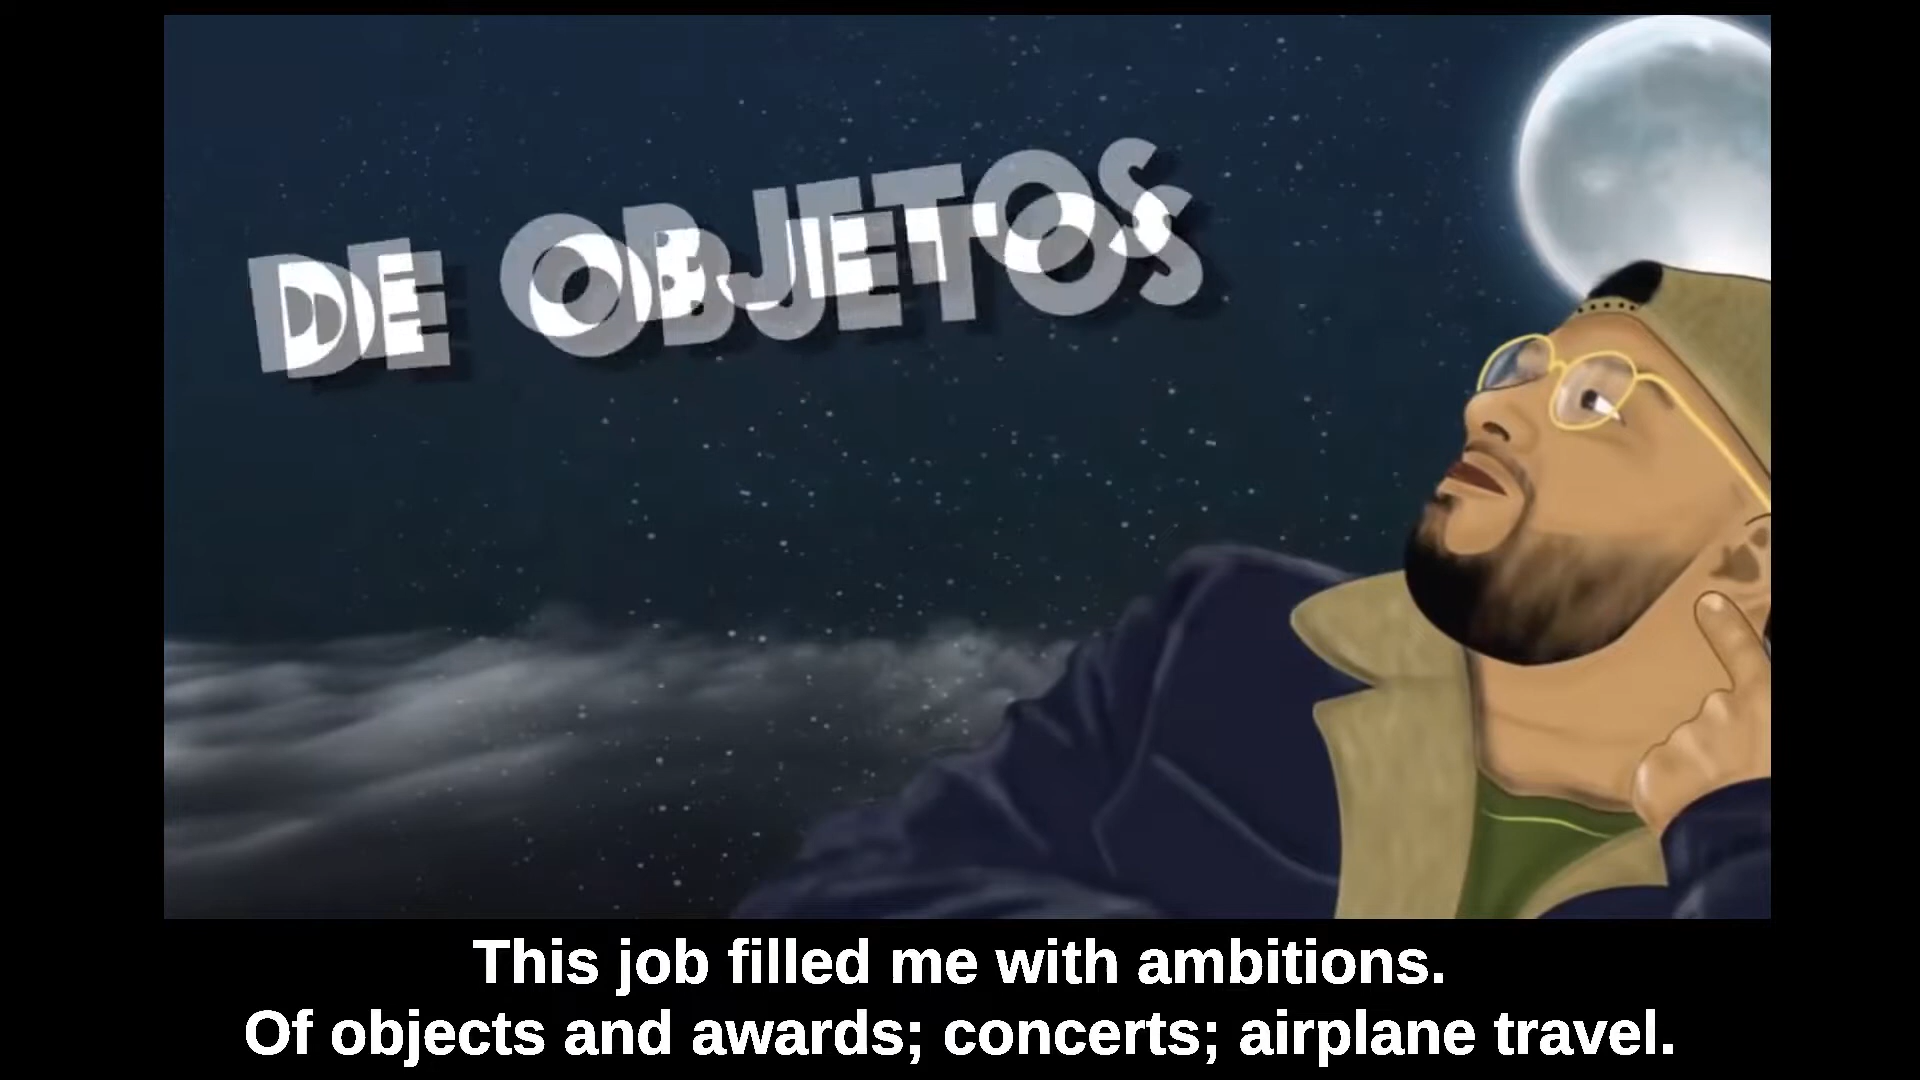 DE OBJETOS
This job filled me with ambitions.
Of objects and awards; concerts; airplane travel.